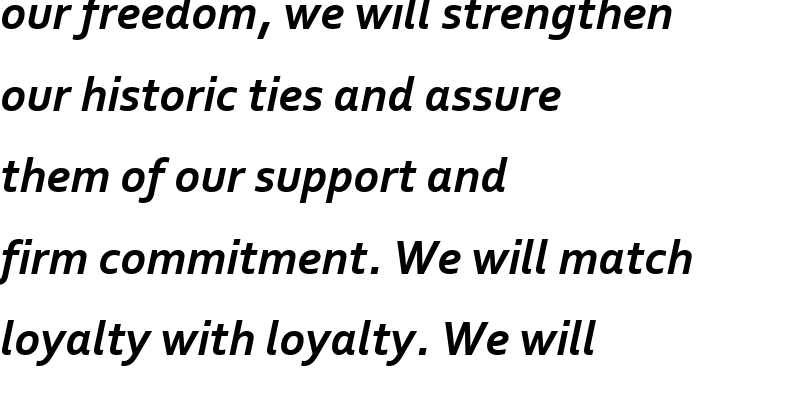 our freedom, we will strengthen
our historic ties and assure
them of our support and
firm commitment. We will match
loyalty with loyalty. We will